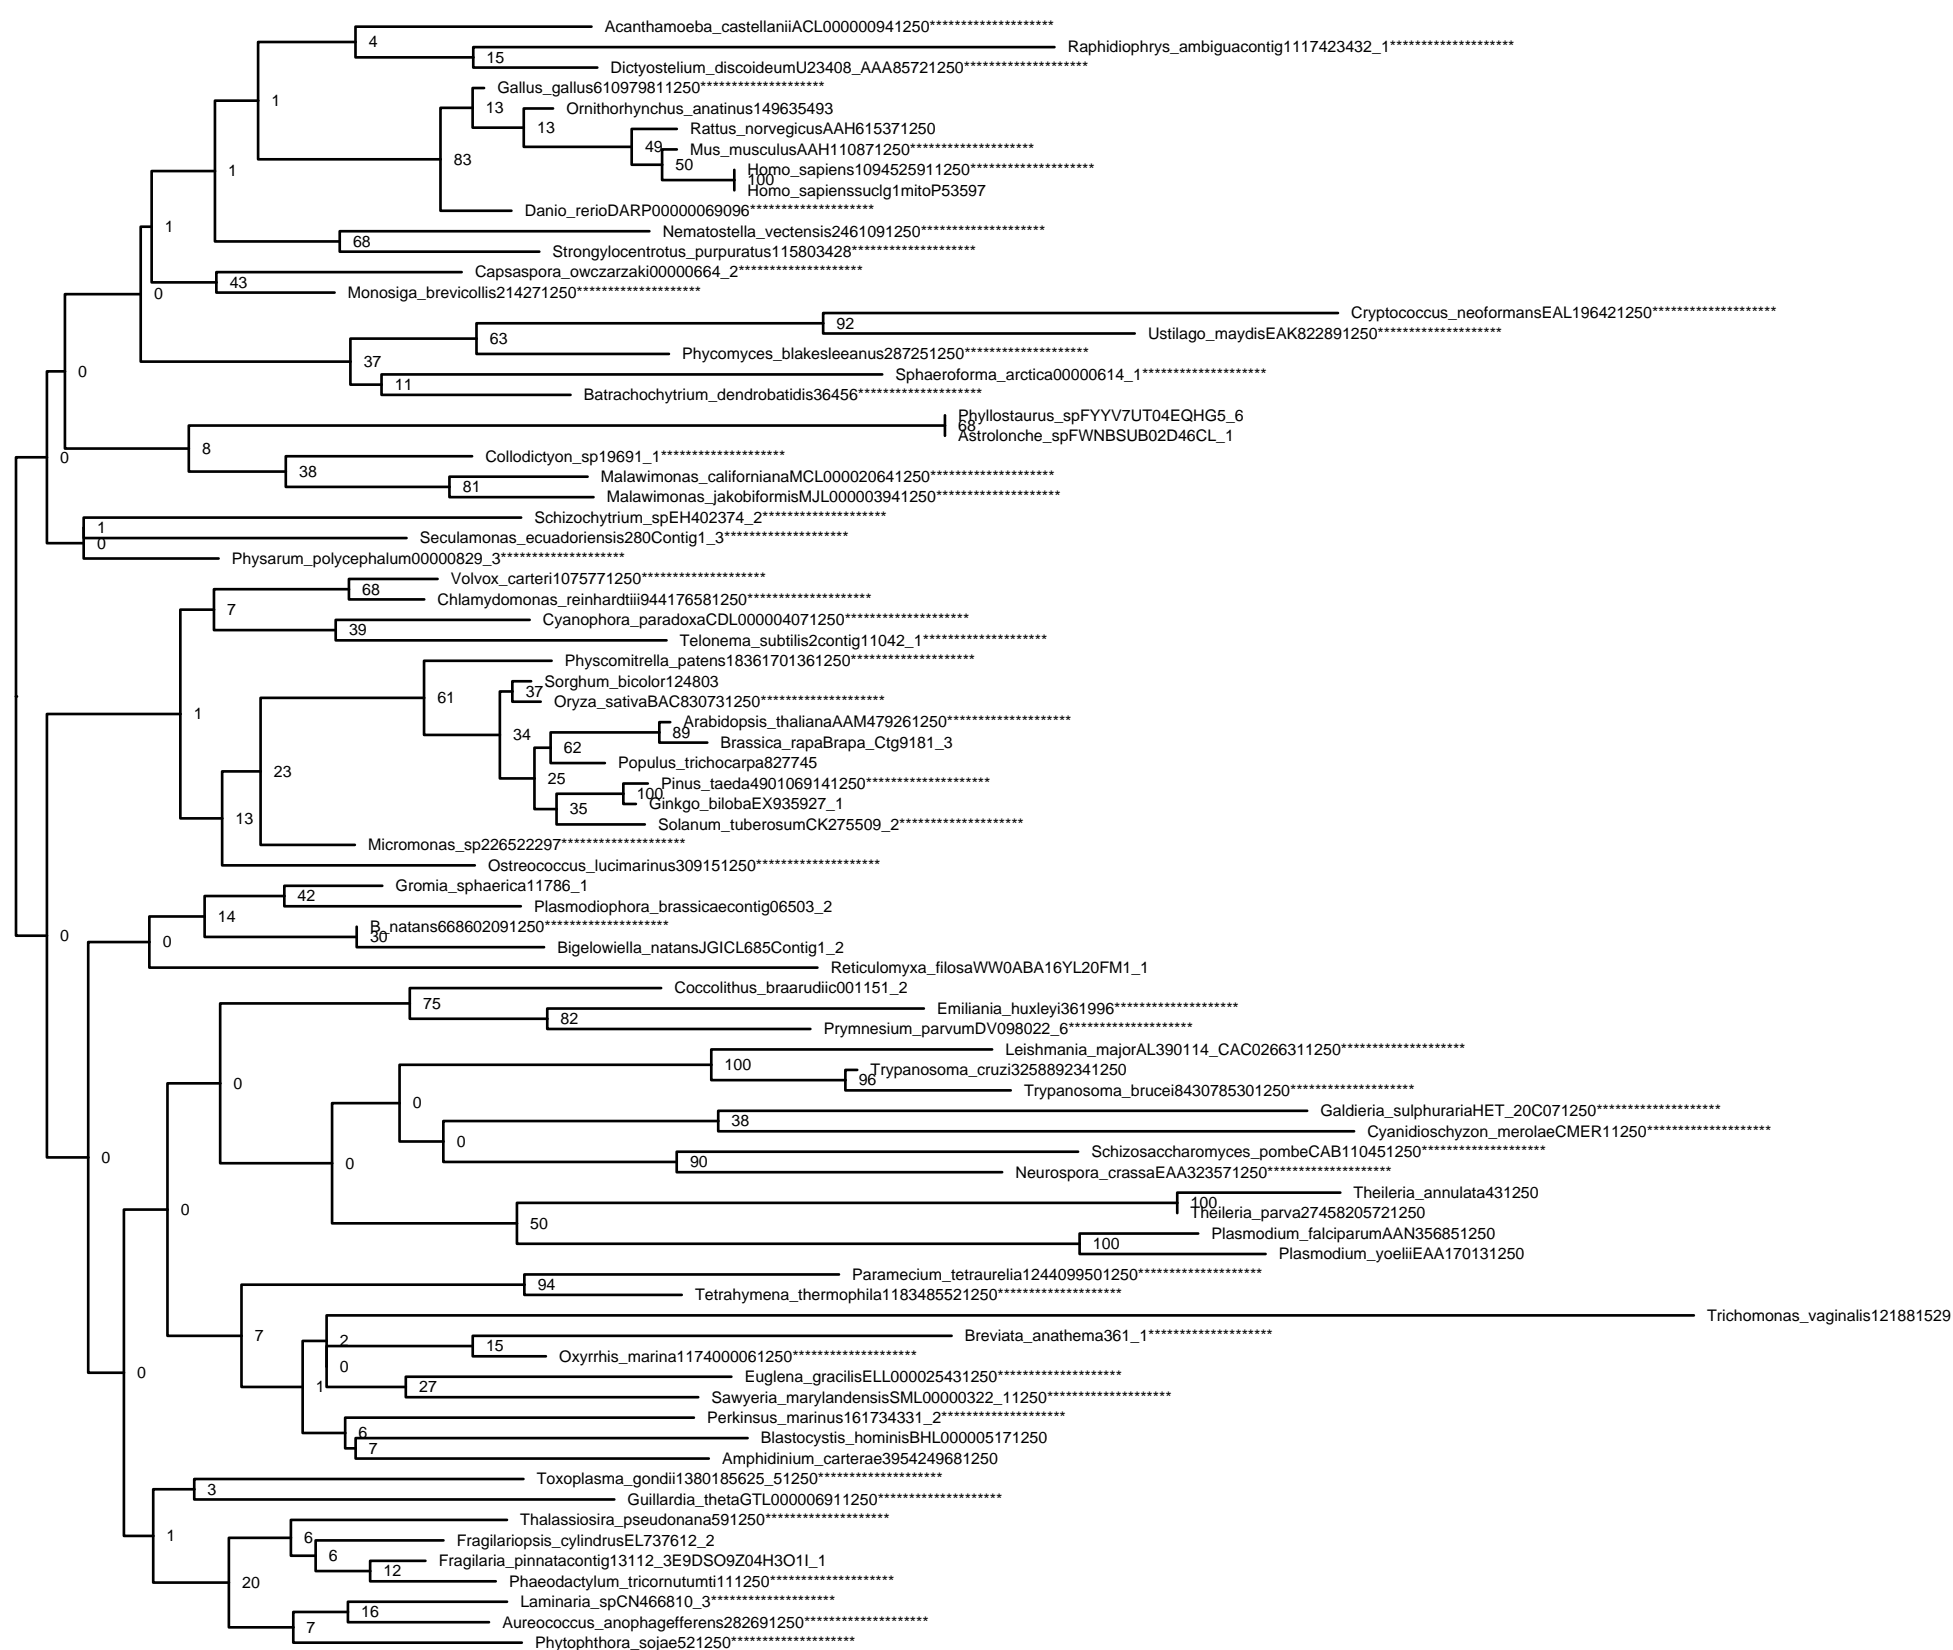 Acanthamoeba_castellaniiACL000000941250********************
4
Raphidiophrys_ambiguacontig1117423432_1********************
15
Dictyostelium_discoideumU23408_AAA85721250********************
Gallus_gallus610979811250********************
1
13
Ornithorhynchus_anatinus149635493
13
Rattus_norvegicusAAH615371250
49
Mus_musculusAAH110871250********************
83
50
Homo_sapiens1094525911250********************
1
100
Homo_sapienssuclg1mitoP53597
Danio_rerioDARP00000069096********************
1
Nematostella_vectensis2461091250********************
68
Strongylocentrotus_purpuratus115803428********************
Capsaspora_owczarzaki00000664_2********************
43
0
Monosiga_brevicollis214271250********************
Cryptococcus_neoformansEAL196421250********************
92
Ustilago_maydisEAK822891250********************
63
Phycomyces_blakesleeanus287251250********************
37
0
Sphaeroforma_arctica00000614_1********************
11
Batrachochytrium_dendrobatidis36456********************
Phyllostaurus_spFYYV7UT04EQHG5_6
68
Astrolonche_spFWNBSUB02D46CL_1
8
0
Collodictyon_sp19691_1********************
38
Malawimonas_californianaMCL000020641250********************
81
Malawimonas_jakobiformisMJL000003941250********************
Schizochytrium_spEH402374_2********************
1
Seculamonas_ecuadoriensis280Contig1_3********************
0
Physarum_polycephalum00000829_3********************
Volvox_carteri1075771250********************
68
Chlamydomonas_reinhardtiii944176581250********************
7
Cyanophora_paradoxaCDL000004071250********************
39
Telonema_subtilis2contig11042_1********************
Physcomitrella_patens18361701361250********************
Sorghum_bicolor124803
37
61
Oryza_sativaBAC830731250********************
1
Arabidopsis_thalianaAAM479261250********************
34
89
Brassica_rapaBrapa_Ctg9181_3
62
Populus_trichocarpa827745
23
25
Pinus_taeda4901069141250********************
100
Ginkgo_bilobaEX935927_1
35
13
Solanum_tuberosumCK275509_2********************
Micromonas_sp226522297********************
Ostreococcus_lucimarinus309151250********************
Gromia_sphaerica11786_1
42
Plasmodiophora_brassicaecontig06503_2
14
B_natans668602091250********************
0
30
0
Bigelowiella_natansJGICL685Contig1_2
Reticulomyxa_filosaWW0ABA16YL20FM1_1
Coccolithus_braarudiic001151_2
75
Emiliania_huxleyi361996********************
82
Prymnesium_parvumDV098022_6********************
Leishmania_majorAL390114_CAC0266311250********************
100
Trypanosoma_cruzi3258892341250
0
96
Trypanosoma_brucei8430785301250********************
0
Galdieria_sulphurariaHET_20C071250********************
38
Cyanidioschyzon_merolaeCMER11250********************
0
Schizosaccharomyces_pombeCAB110451250********************
0
0
90
Neurospora_crassaEAA323571250********************
Theileria_annulata431250
100
0
Theileria_parva27458205721250
50
Plasmodium_falciparumAAN356851250
100
Plasmodium_yoeliiEAA170131250
Paramecium_tetraurelia1244099501250********************
94
Tetrahymena_thermophila1183485521250********************
Trichomonas_vaginalis121881529
7
2
Breviata_anathema361_1********************
15
Oxyrrhis_marina1174000061250********************
0
0
Euglena_gracilisELL000025431250********************
1
27
Sawyeria_marylandensisSML00000322_11250********************
Perkinsus_marinus161734331_2********************
6
Blastocystis_hominisBHL000005171250
7
Amphidinium_carterae3954249681250
Toxoplasma_gondii1380185625_51250********************
3
Guillardia_thetaGTL000006911250********************
Thalassiosira_pseudonana591250********************
1
6
Fragilariopsis_cylindrusEL737612_2
6
Fragilaria_pinnatacontig13112_3E9DSO9Z04H3O1I_1
12
20
Phaeodactylum_tricornutumti111250********************
Laminaria_spCN466810_3********************
16
Aureococcus_anophagefferens282691250********************
7
Phytophthora_sojae521250********************